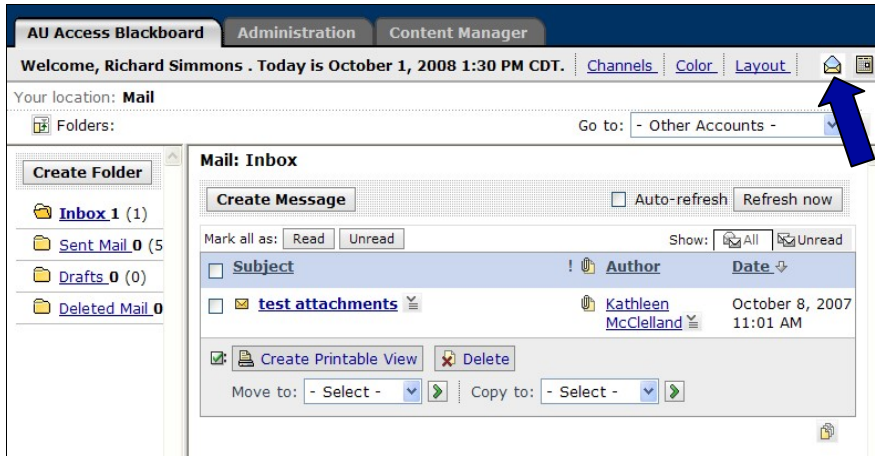 AU Access Blackboard Administration Content Manager
Welcome, Richard Simmons . Today is October 1, 2008 1:30 PM CDT. Channels Color Layout
Your location: Mail
Folders: Go to: - Other Accounts -
Create Folder
Inbox 1 (1)
Sent Mail 0 (5
Drafts 0 (0)
Deleted Mail 0
Mail: Inbox
Create Message Auto-refresh Refresh now
Mark all as: Read Unread Show: All Unread
Subject ! Author Date
test attachments Kathleen McClelland October 8, 2007 11:01 AM
Create Printable View Delete
Move to: - Select - Copy to: - Select -